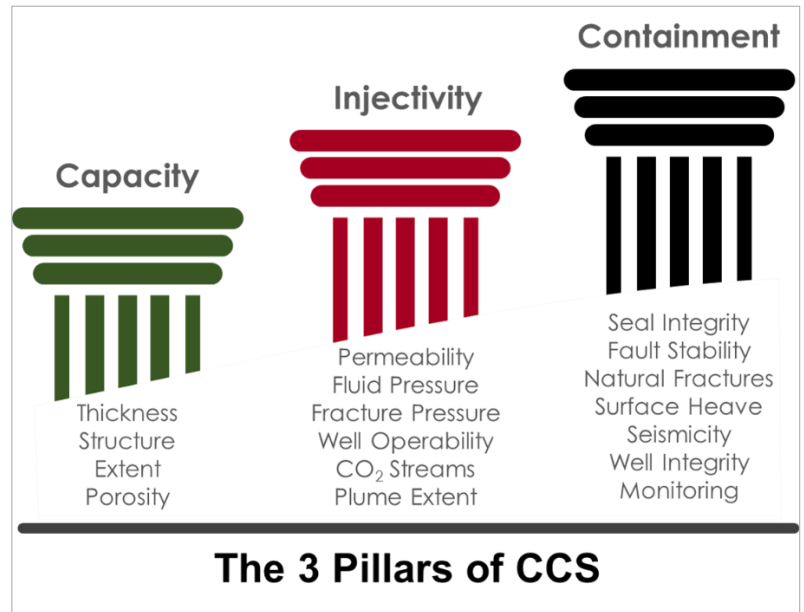 Capacity
Thickness
Structure
Extent
Porosity
Injectivity
Permeability
Fluid Pressure
Fracture Pressure
Well Operability
CO₂ Streams
Plume Extent
Containment
Seal Integrity
Fault Stability
Natural Fractures
Surface Heave
Seismicity
Well Integrity
Monitoring
The 3 Pillars of CCS